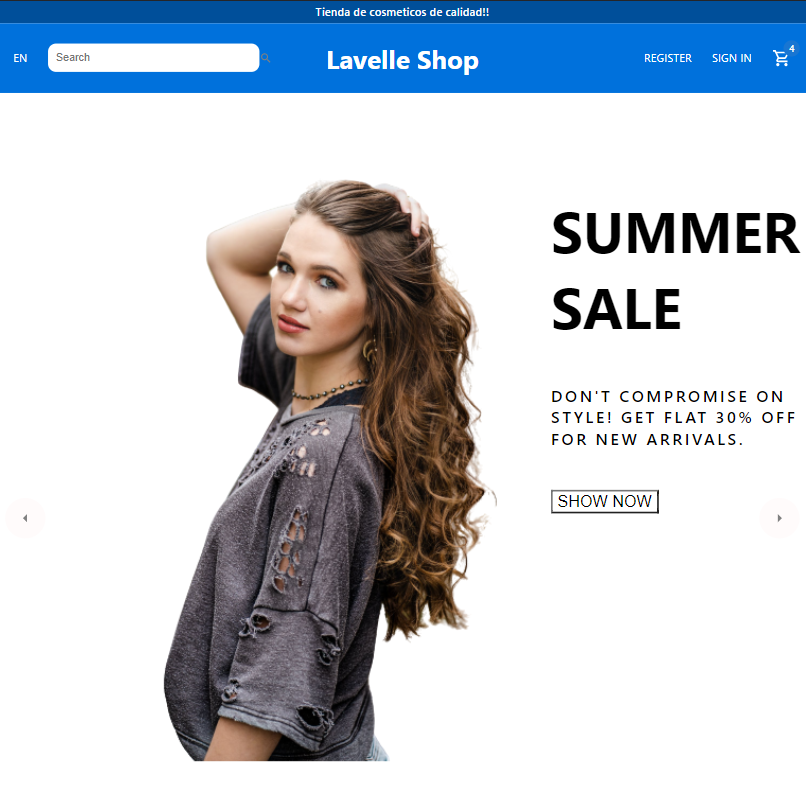 Tienda de cosmeticos de calidad!!
EN
Search
Lavelle Shop
REGISTER
SIGN IN
4
SUMMER
SALE
DON'T COMPROMISE ON
STYLE! GET FLAT 30% OFF
FOR NEW ARRIVALS.
SHOW NOW